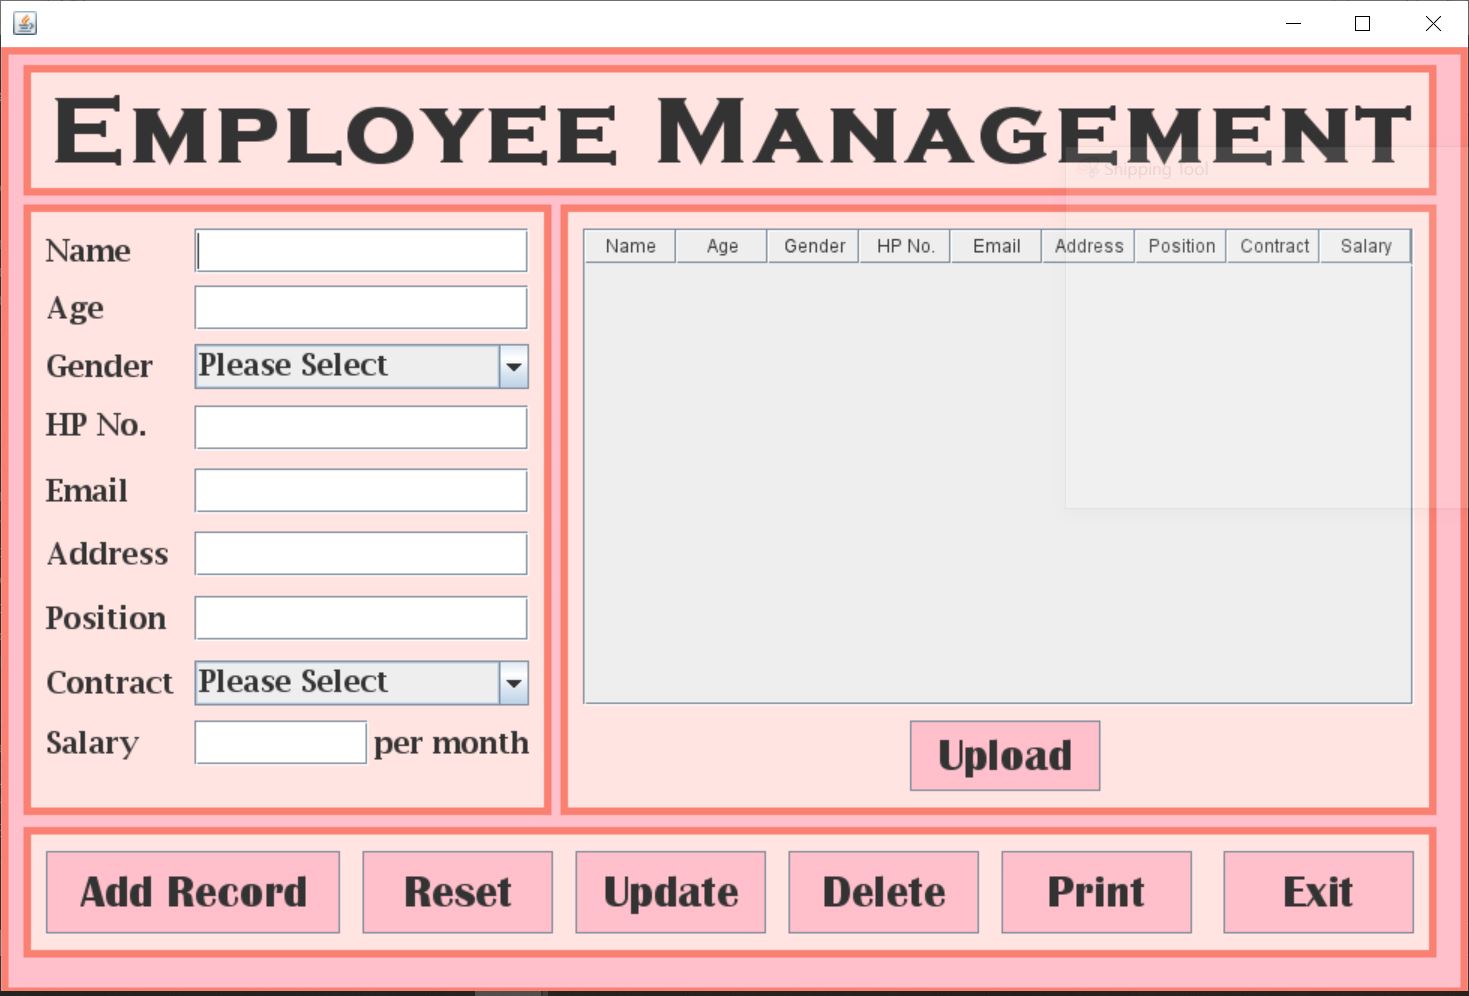 EMPLOYEE MANAGEMENT
Snipping Tool
Name
Age
Gender Please Select
HP No.
Email
Address
Position
Contract Please Select
Salary per month
Name Age Gender HP No. Email Address Position Contract Salary
Upload
Add Record Reset Update Delete Print Exit